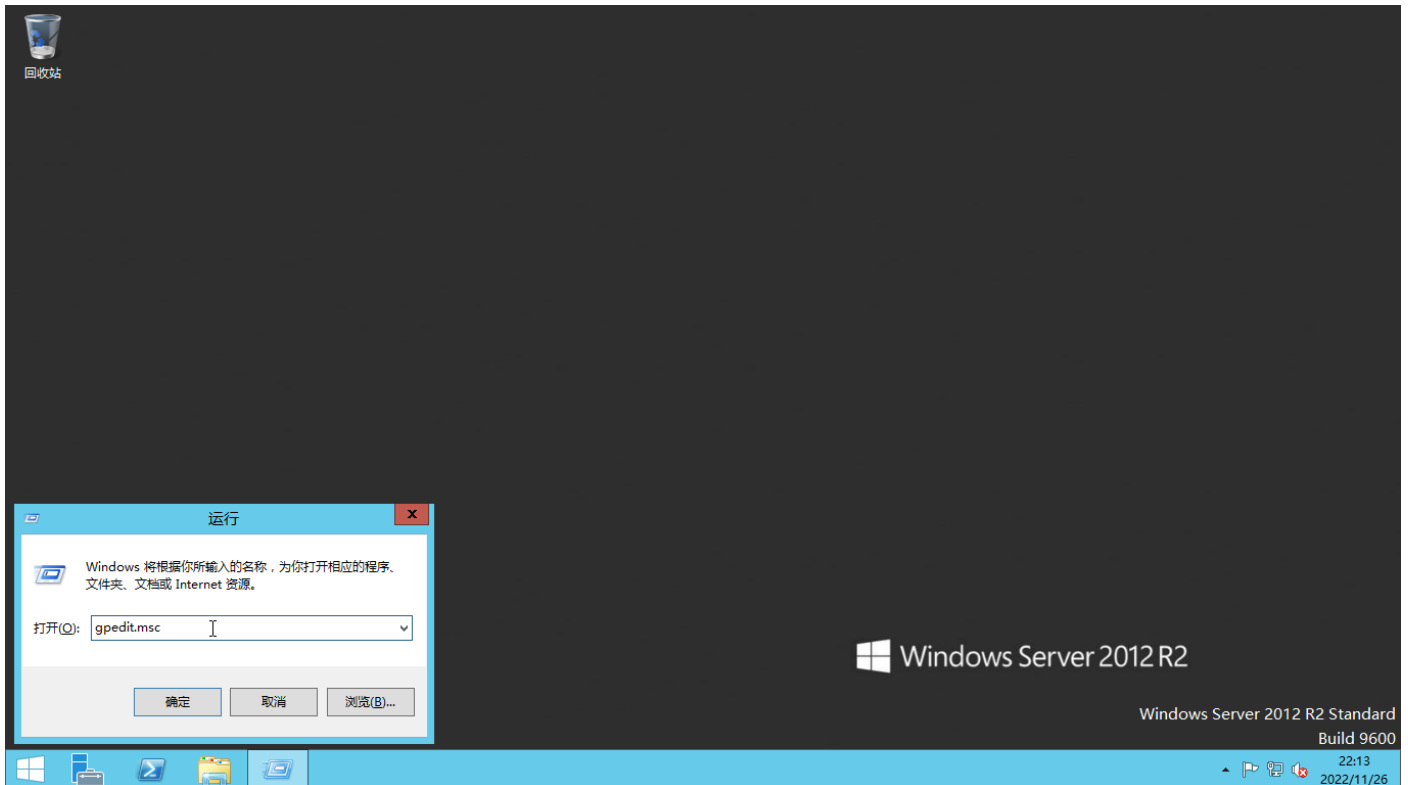 回收站
运行
x
Windows 将根据你所输入的名称，为你打开相应的程序、
文件夹、文档或 Internet 资源。
打开(O): gpedit.msc
确定 取消 浏览(B)...
Windows Server 2012 R2
Windows Server 2012 R2 Standard
Build 9600
22:13
2022/11/26